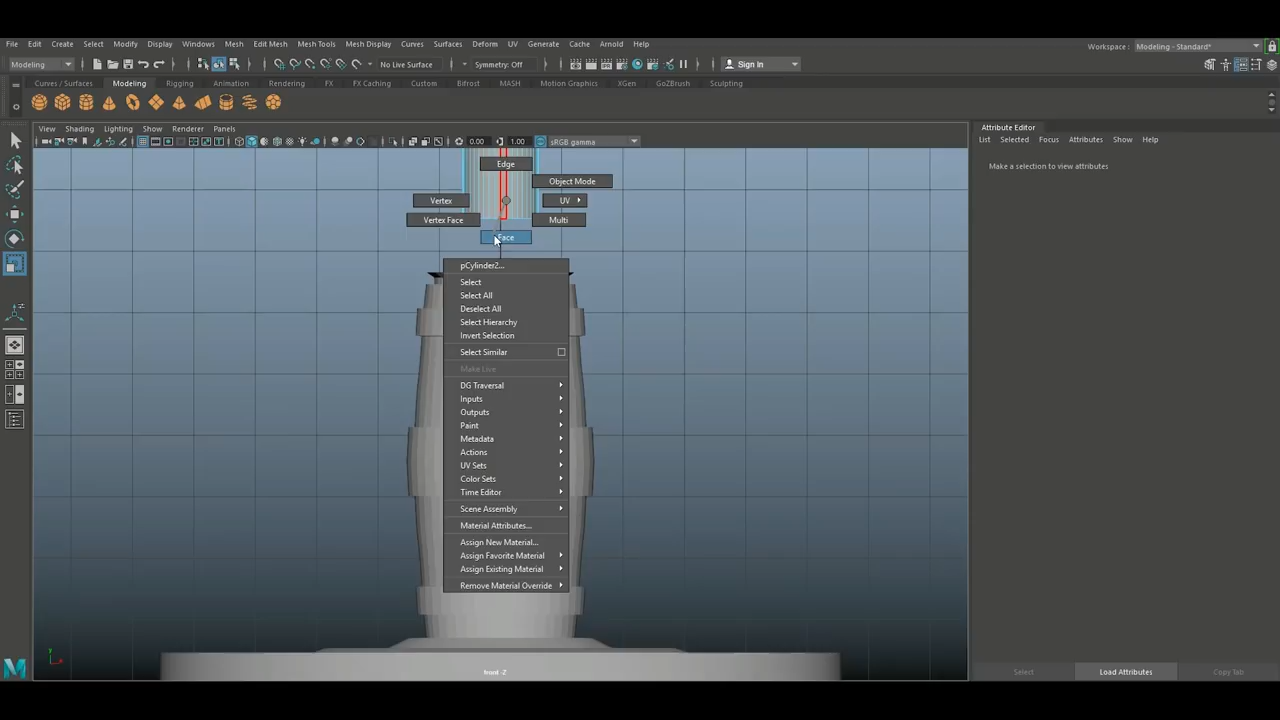 File Edit Create Select Modify Display Windows Mesh Edit Mesh Mesh Tools Mesh Display Curves Surfaces Deform UV Generate Cache Arnold Help
Workspace : Modeling - Standard*
Modeling No Live Surface Symmetry: Off Sign In
Curves / Surfaces Modeling Rigging Animation Rendering FX FX Caching Custom Bifrost MASH Motion Graphics XGen GoZBrush Sculpting
View Shading Lighting Show Renderer Panels
0.00 1.00 sRGB gamma
Attribute Editor
List Selected Focus Attributes Show Help
Make a selection to view attributes
Edge
Object Mode
Vertex UV
Vertex Face Multi
Face
pCylinder2...
Select
Select All
Deselect All
Select Hierarchy
Invert Selection
Select Similar
Make Live
DG Traversal
Inputs
Outputs
Paint
Metadata
Actions
UV Sets
Color Sets
Time Editor
Scene Assembly
Material Attributes...
Assign New Material...
Assign Favorite Material
Assign Existing Material
Remove Material Override
front -Z
Select Load Attributes Copy Tab